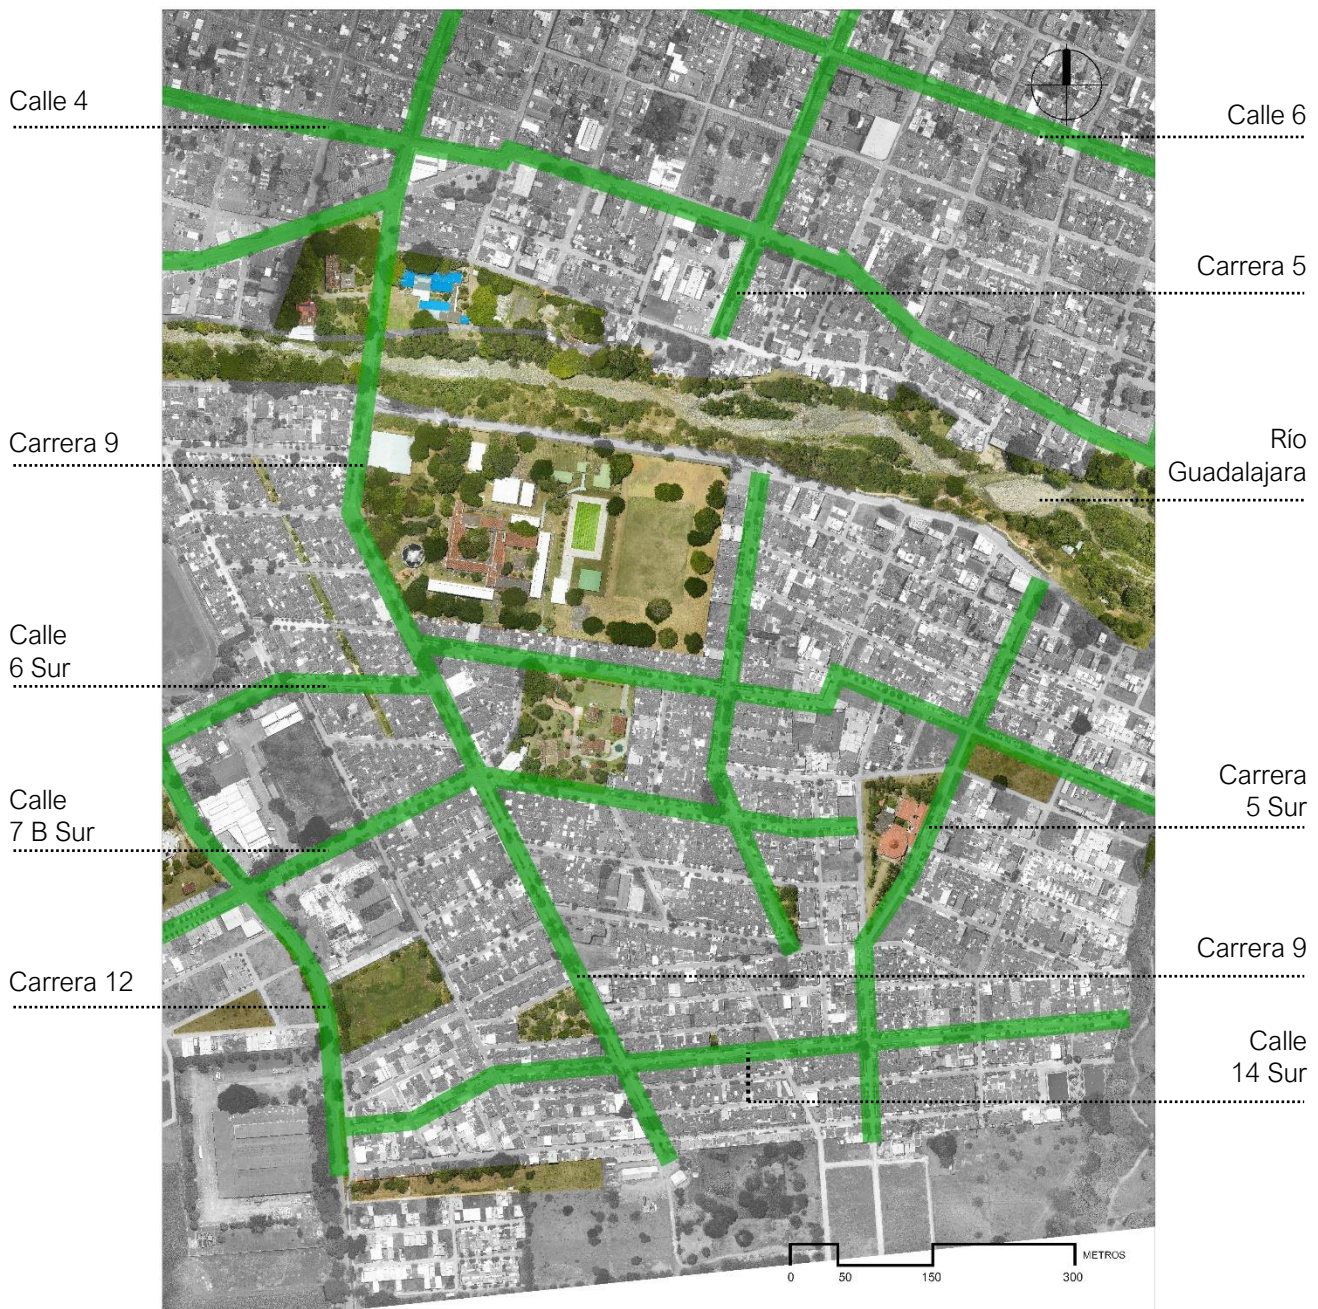 Calle 4
Calle 6
Carrera 5
Carrera 9
Río
Guadalajara
Calle
6 Sur
Carrera
5 Sur
Calle
7 B Sur
Carrera 9
Carrera 12
Calle
14 Sur
METROS
0 50 150 300